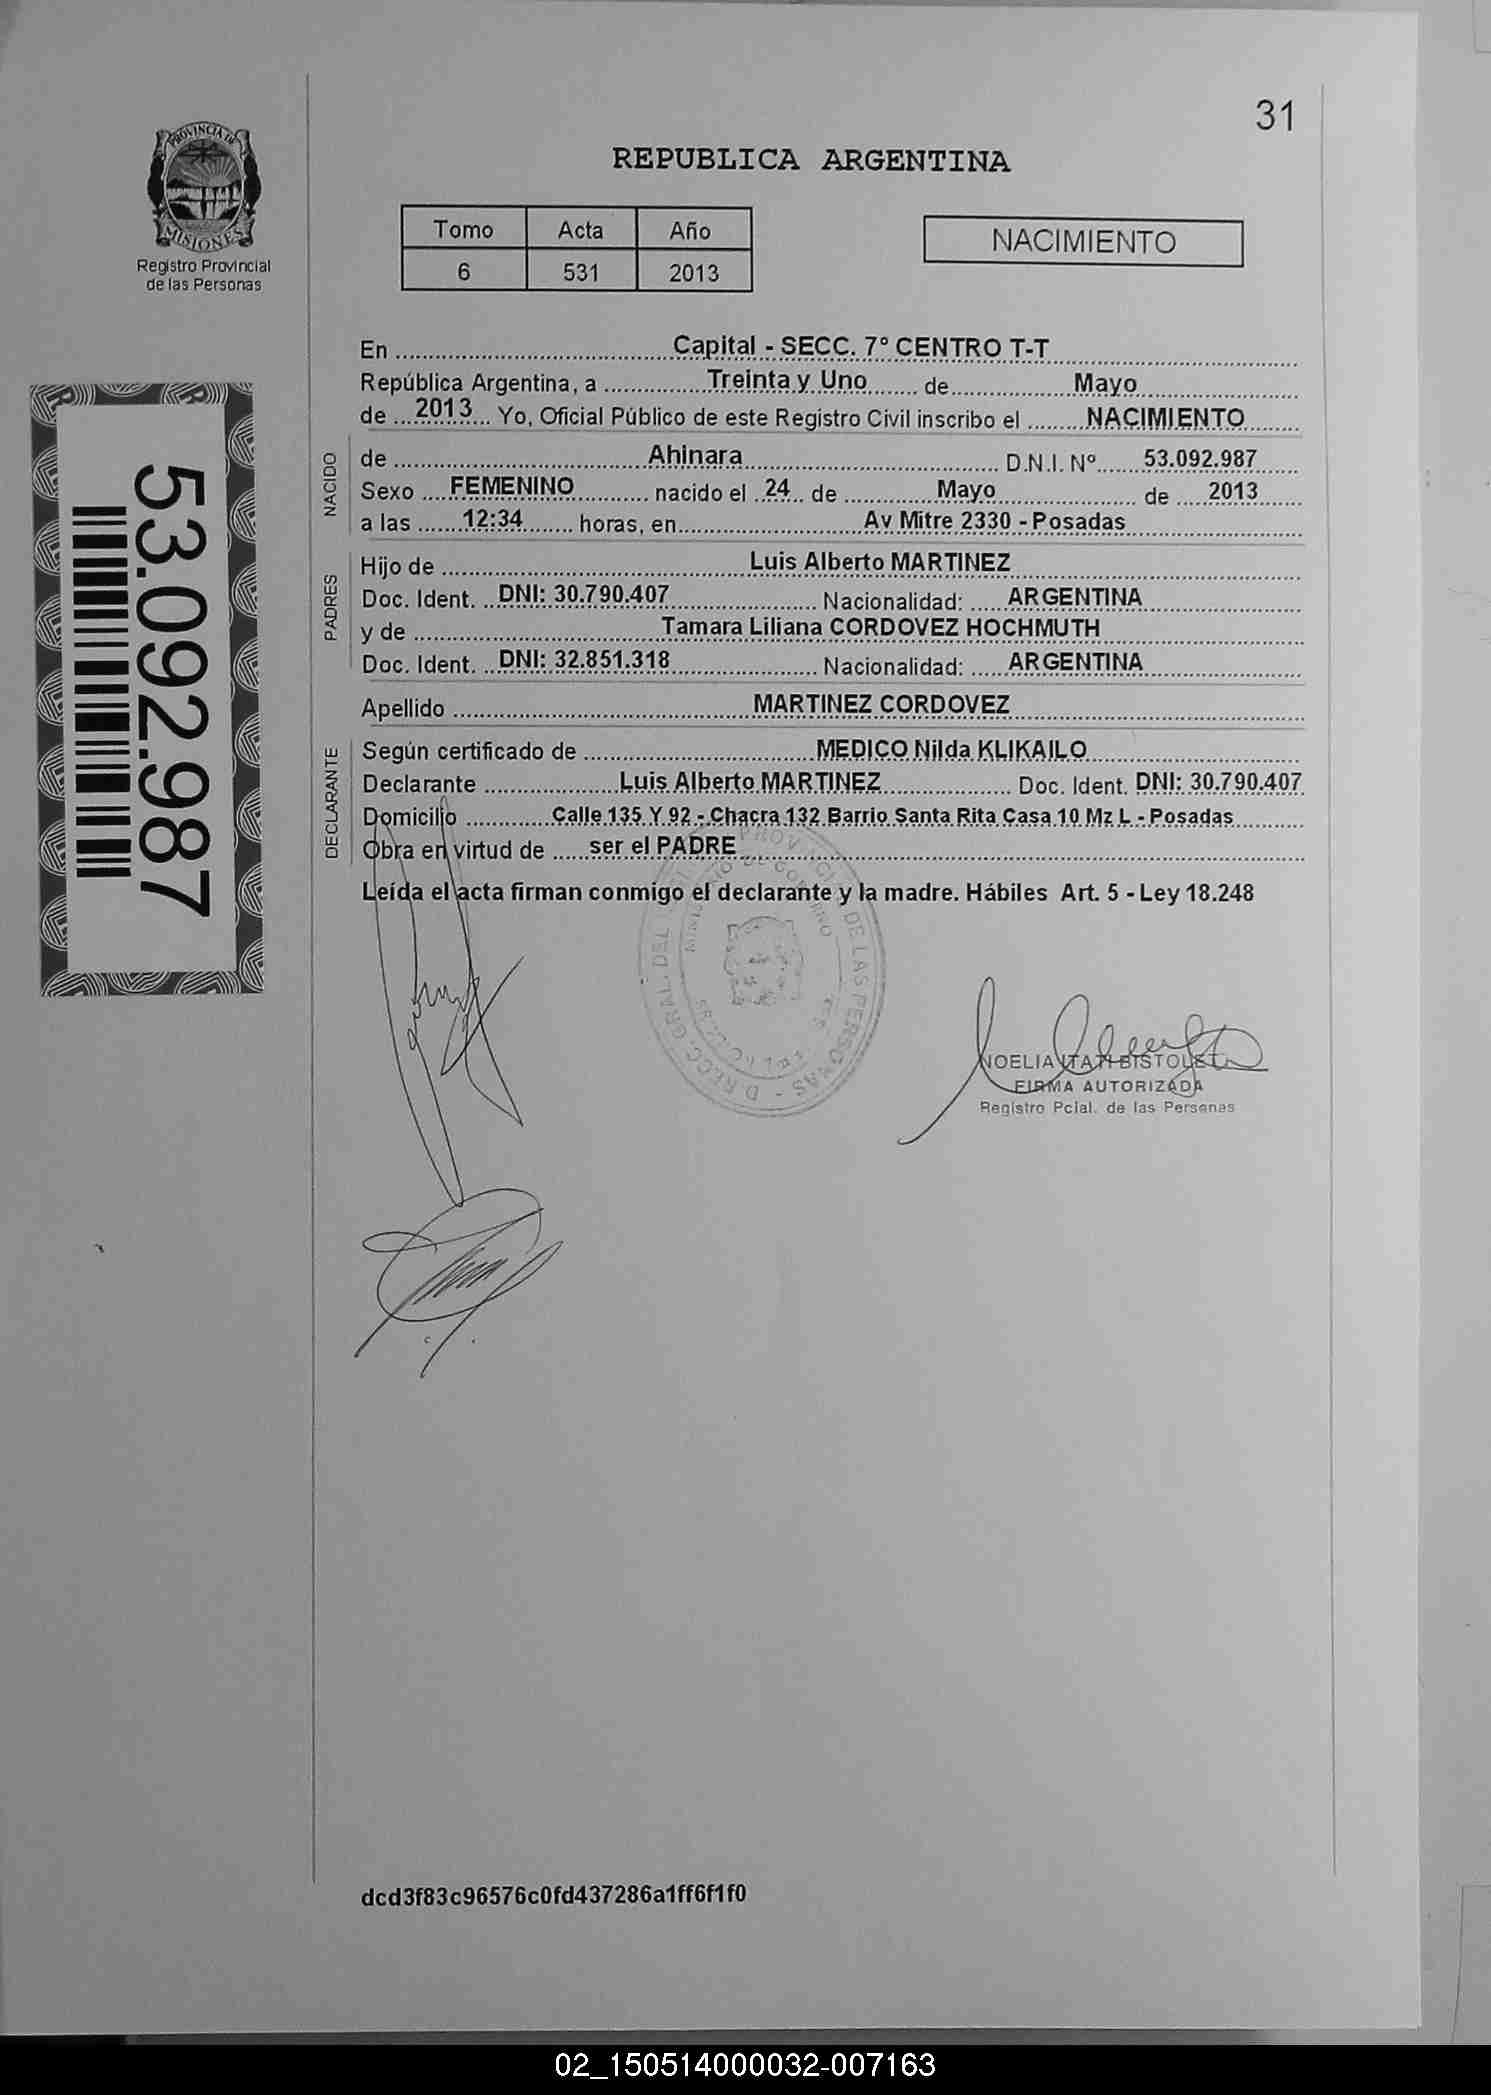 31
PROVINCIA DE
MISIONES
Registro Provincial
de las Personas
REPUBLICA ARGENTINA
Tomo Acta Año
6 531 2013
NACIMIENTO
53.092.987
En Capital - SECC. 7° CENTRO T-T
República Argentina, a Treinta y Uno de Mayo
de 2013 Yo, Oficial Público de este Registro Civil inscribo el NACIMIENTO
NACIDO
de Ahinara D.N.I. Nº 53.092.987
Sexo FEMENINO nacido el 24 de Mayo de 2013
a las 12:34 horas, en Av Mitre 2330 - Posadas
PADRES
Hijo de Luis Alberto MARTINEZ
Doc. Ident. DNI: 30.790.407 Nacionalidad: ARGENTINA
y de Tamara Liliana CORDOVEZ HOCHMUTH
Doc. Ident. DNI: 32.851.318 Nacionalidad: ARGENTINA
Apellido MARTINEZ CORDOVEZ
DECLARANTE
Según certificado de MEDICO Nilda KLIKAILO
Declarante Luis Alberto MARTINEZ Doc. Ident. DNI: 30.790.407
Domicilio Calle 135 Y 92 - Chacra 132 Barrio Santa Rita Casa 10 Mz L - Posadas
Obra en virtud de ser el PADRE
Leída el acta firman conmigo el declarante y la madre. Hábiles Art. 5 - Ley 18.248
DE LAS PERSONAS
NOELIA ITATI BISTOLETTI
FIRMA AUTORIZADA
Registro Pcial. de las Personas
dcd3f83c96576c0fd437286a1ff6f1f0
02_150514000032-007163